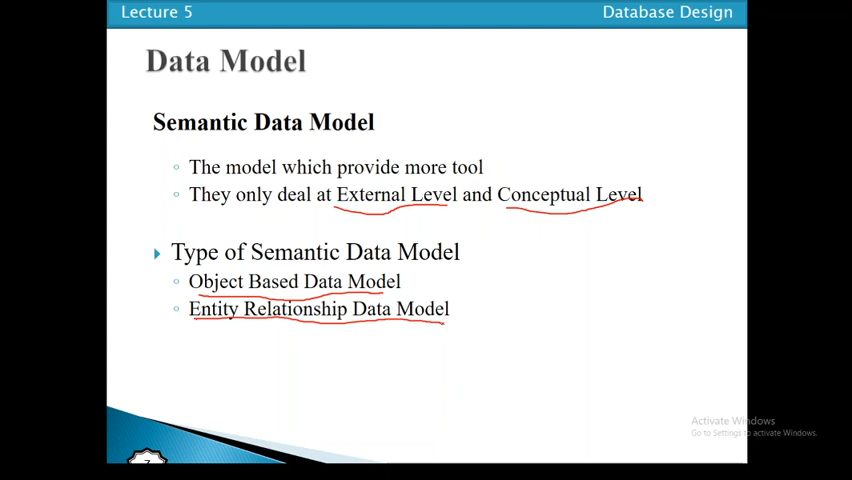 Lecture 5
Database Design
Data Model
Semantic Data Model
The model which provide more tool
They only deal at External Level and Conceptual Level
Type of Semantic Data Model
Object Based Data Model
Entity Relationship Data Model
Activate Windows
Go to Settings to activate Windows.
7